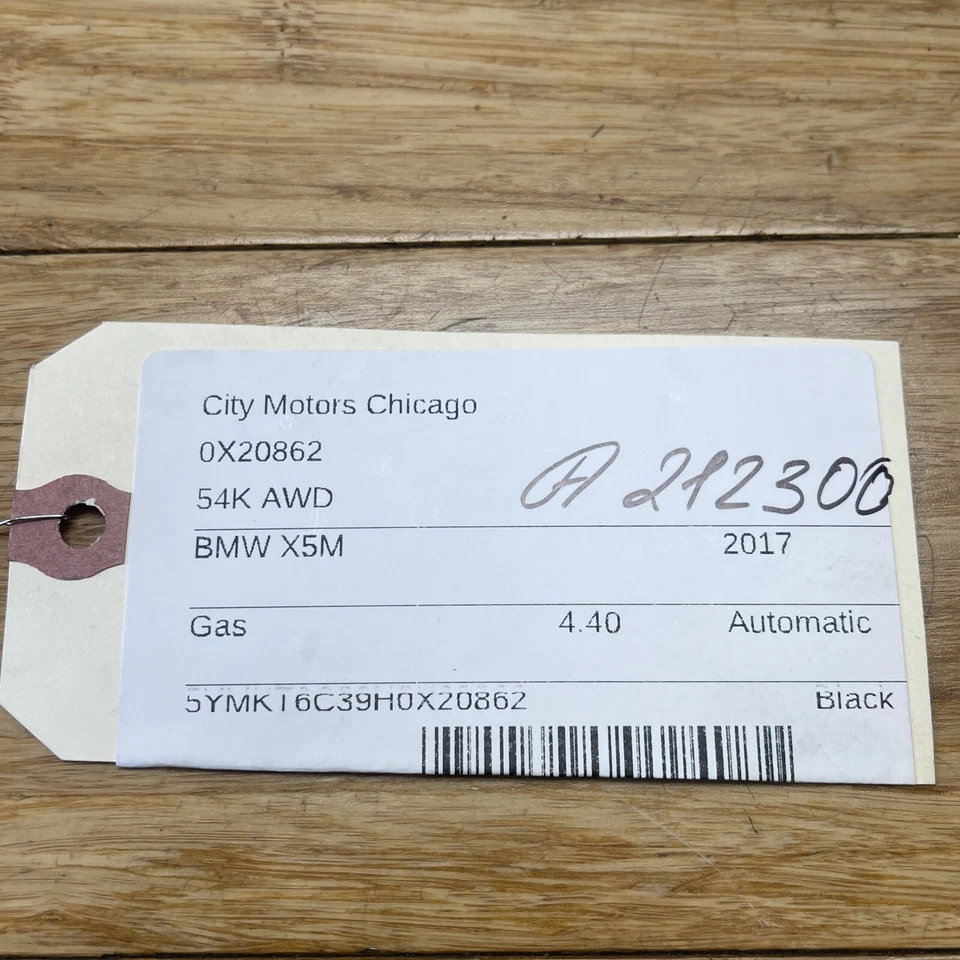 City Motors Chicago
0X20862
54K AWD
A 212300
BMW X5M 2017
Gas 4.40 Automatic
5YMKT6C39H0X20862 Black